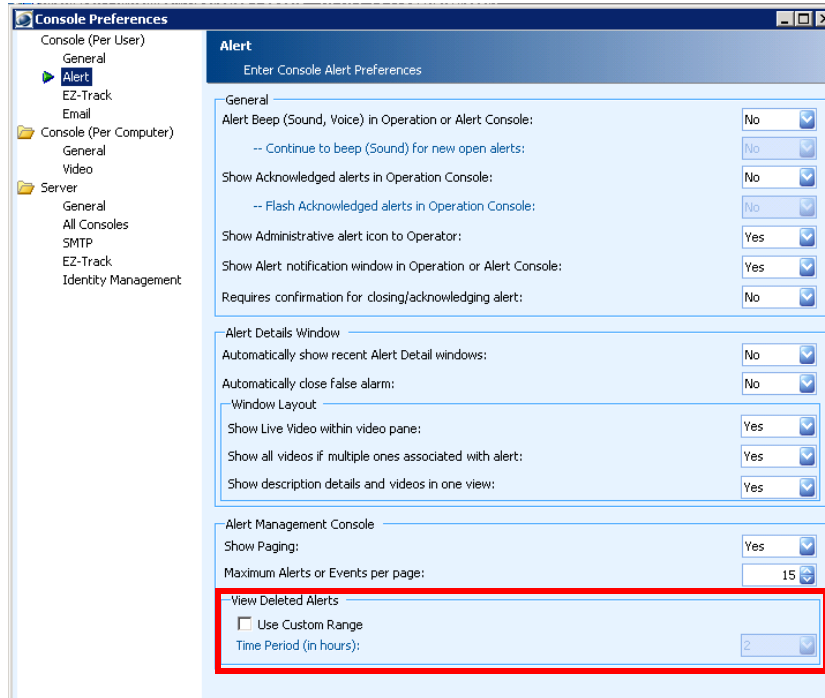 Console Preferences
Console (Per User)
General
Alert
EZ-Track
Email
Console (Per Computer)
General
Video
Server
General
All Consoles
SMTP
EZ-Track
Identity Management
Alert
Enter Console Alert Preferences
General
Alert Beep (Sound, Voice) in Operation or Alert Console: No
-- Continue to beep (Sound) for new open alerts: No
Show Acknowledged alerts in Operation Console: No
-- Flash Acknowledged alerts in Operation Console: No
Show Administrative alert icon to Operator: Yes
Show Alert notification window in Operation or Alert Console: Yes
Requires confirmation for closing/acknowledging alert: No
Alert Details Window
Automatically show recent Alert Detail windows: No
Automatically close false alarm: No
Window Layout
Show Live Video within video pane: Yes
Show all videos if multiple ones associated with alert: Yes
Show description details and videos in one view: Yes
Alert Management Console
Show Paging: Yes
Maximum Alerts or Events per page: 15
View Deleted Alerts
Use Custom Range
Time Period (in hours): 2